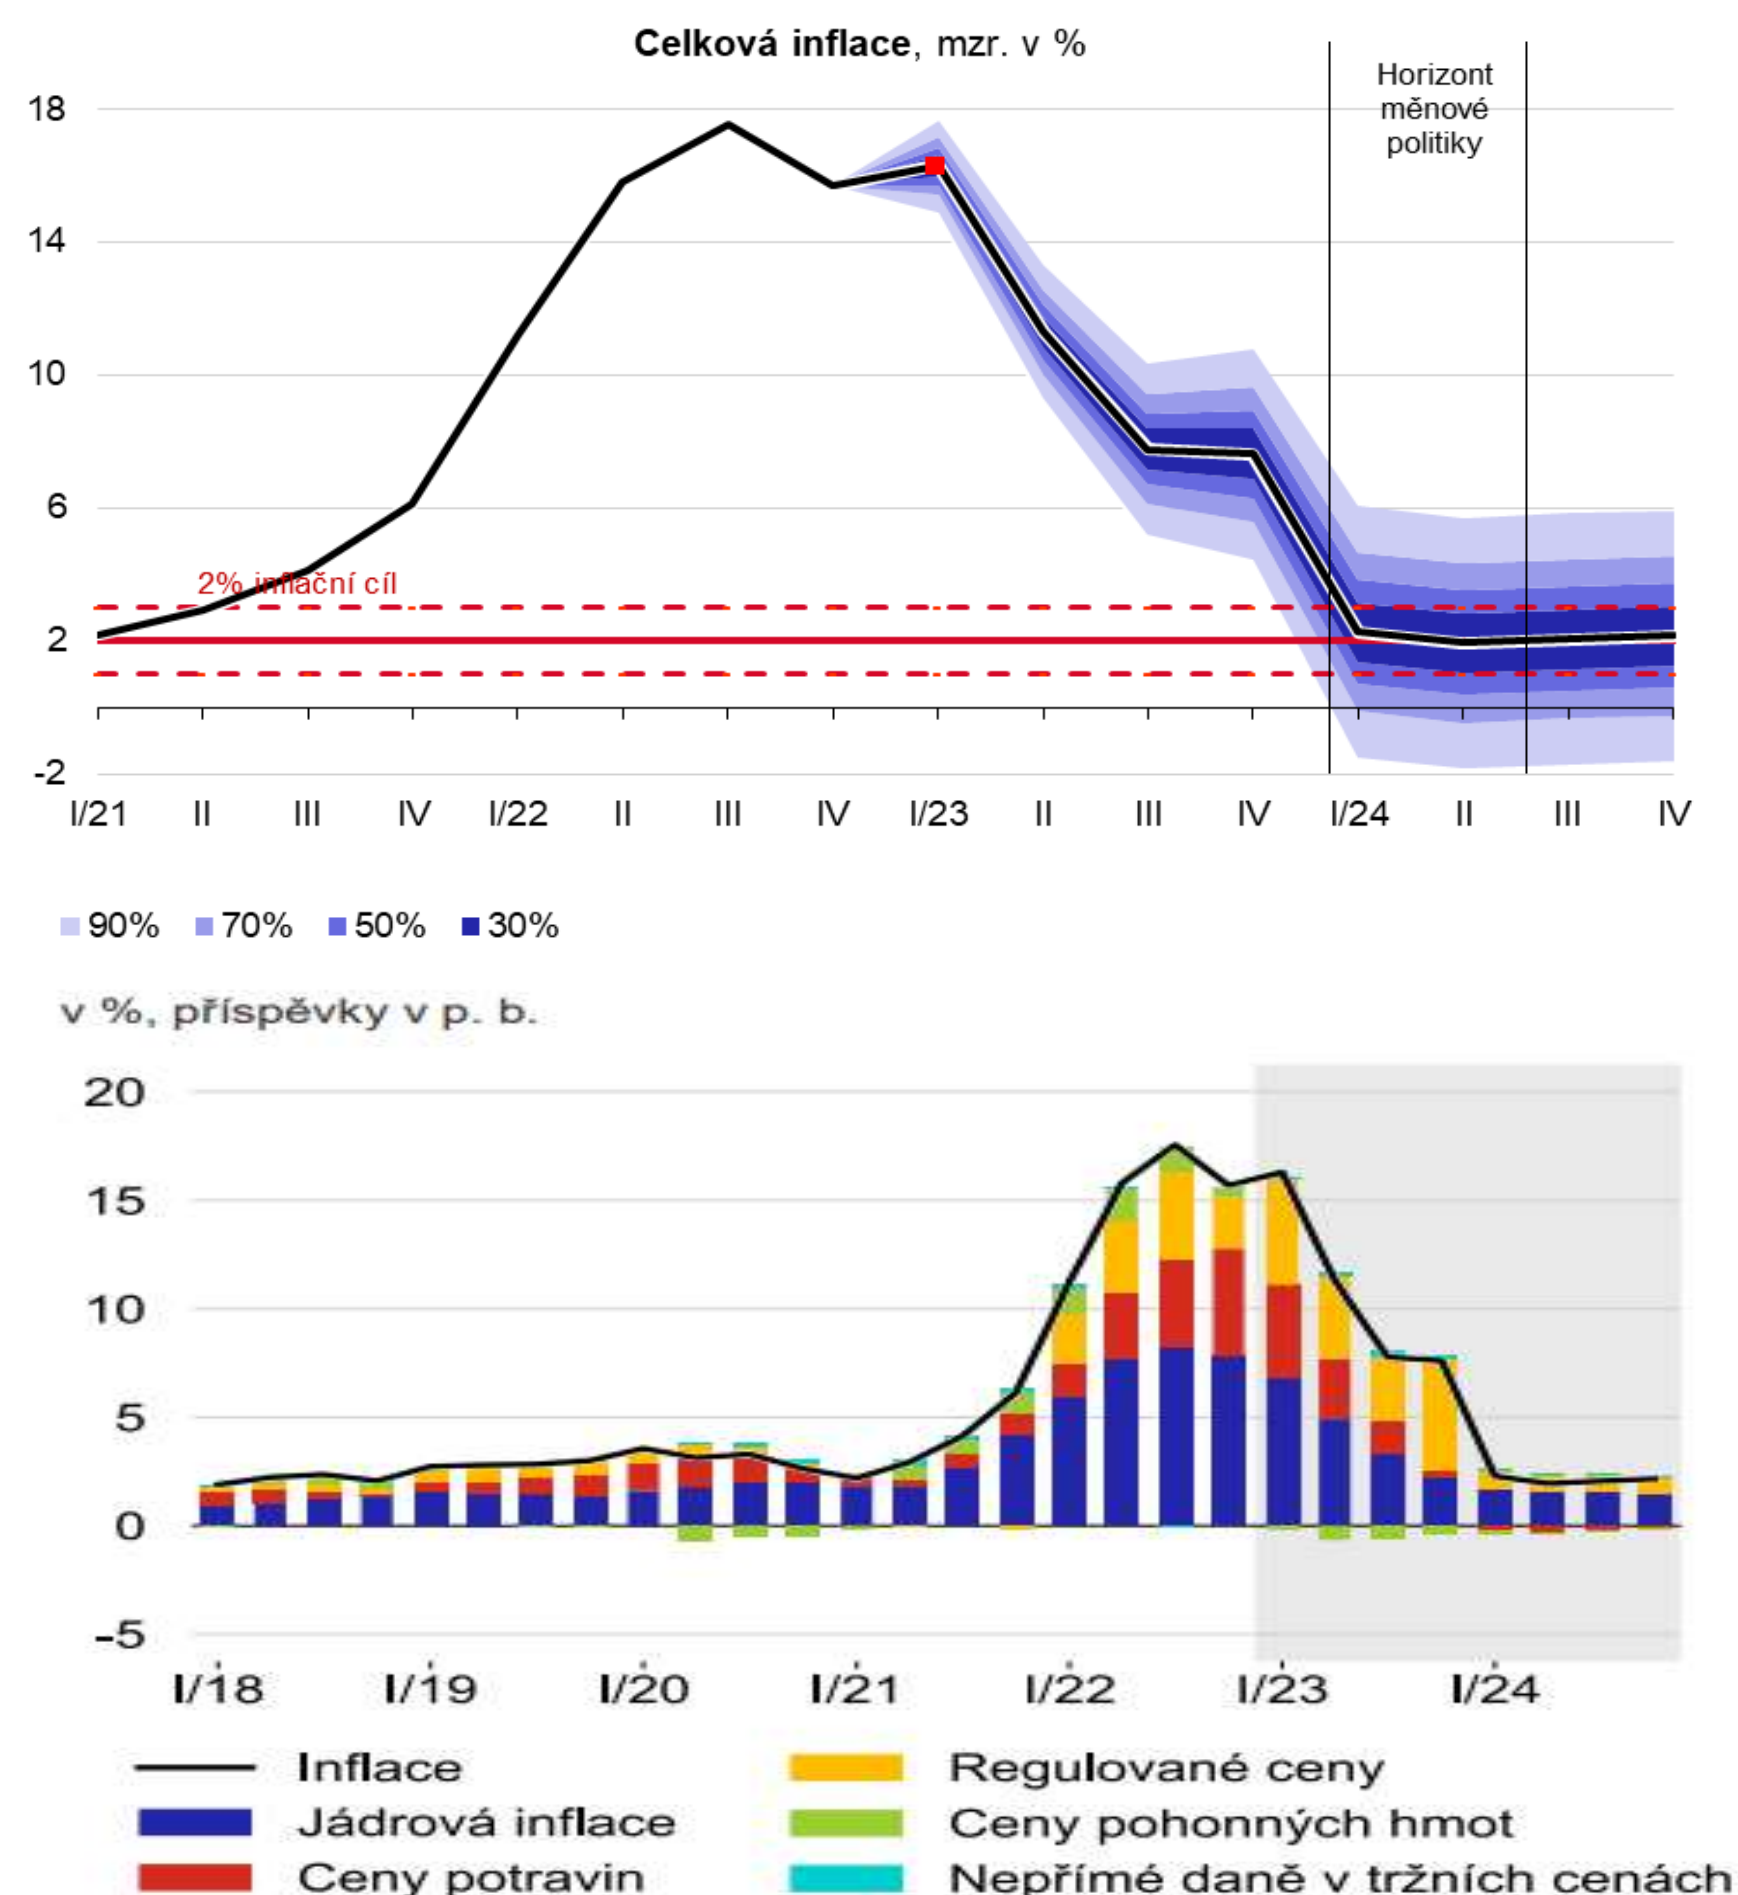 Celková inflace, mzr. v %
Horizont
měnové
politiky
18
14
10
6
2
-2
2% inflační cíl
I/21 II III IV I/22 II III IV I/23 II III IV I/24 II III IV
90% 70% 50% 30%
v %, příspěvky v p. b.
20
15
10
5
0
-5
I/18 I/19 I/20 I/21 I/22 I/23 I/24
Inflace Regulované ceny
Jádrová inflace Ceny pohonných hmot
Ceny potravin Nepřímé daně v tržních cenách